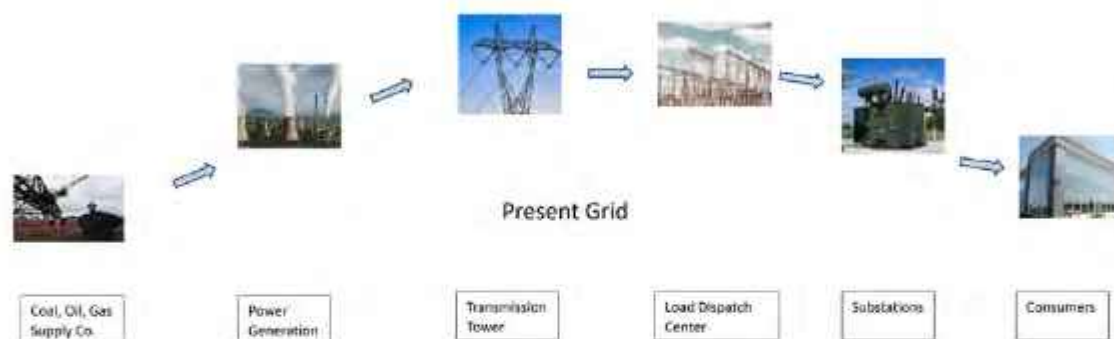 Present Grid
Coal, Oil, Gas
Supply Co.
Power
Generation
Transmission
Tower
Load Dispatch
Center
Substations
Consumers